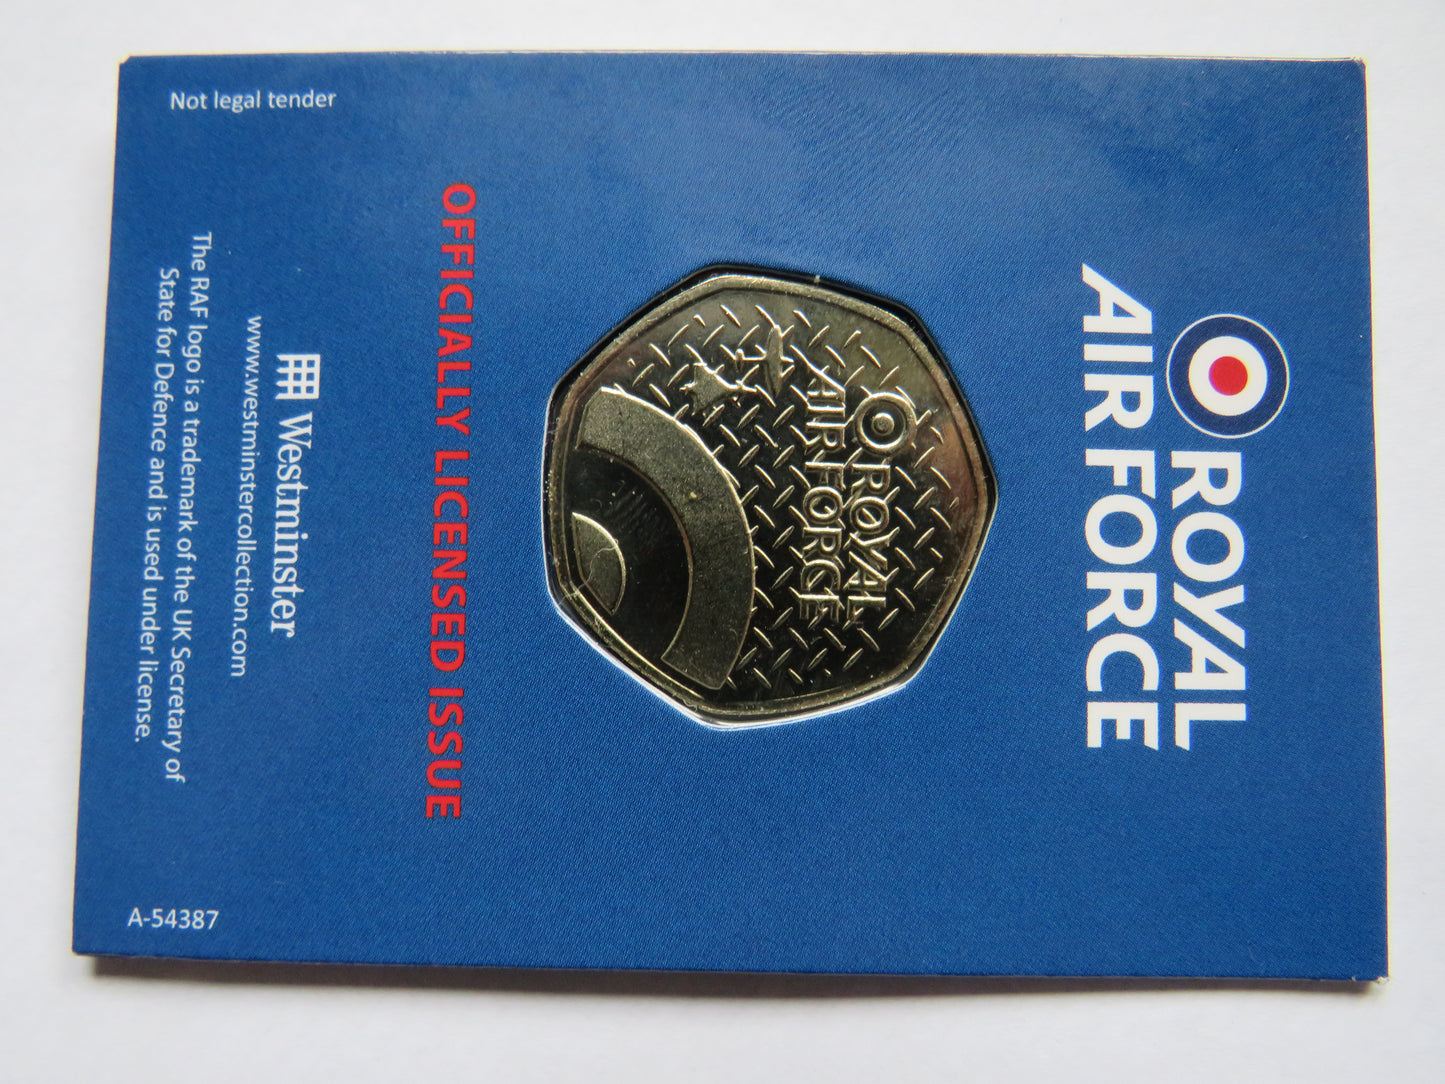 ROYAL
AIR FORCE
ROYAL
AIR FORCE
OFFICIALLY LICENSED ISSUE
Westminster
www.westminstercollection.com
The RAF logo is a trademark of the UK Secretary of
State for Defence and is used under license.
Not legal tender
A-54387